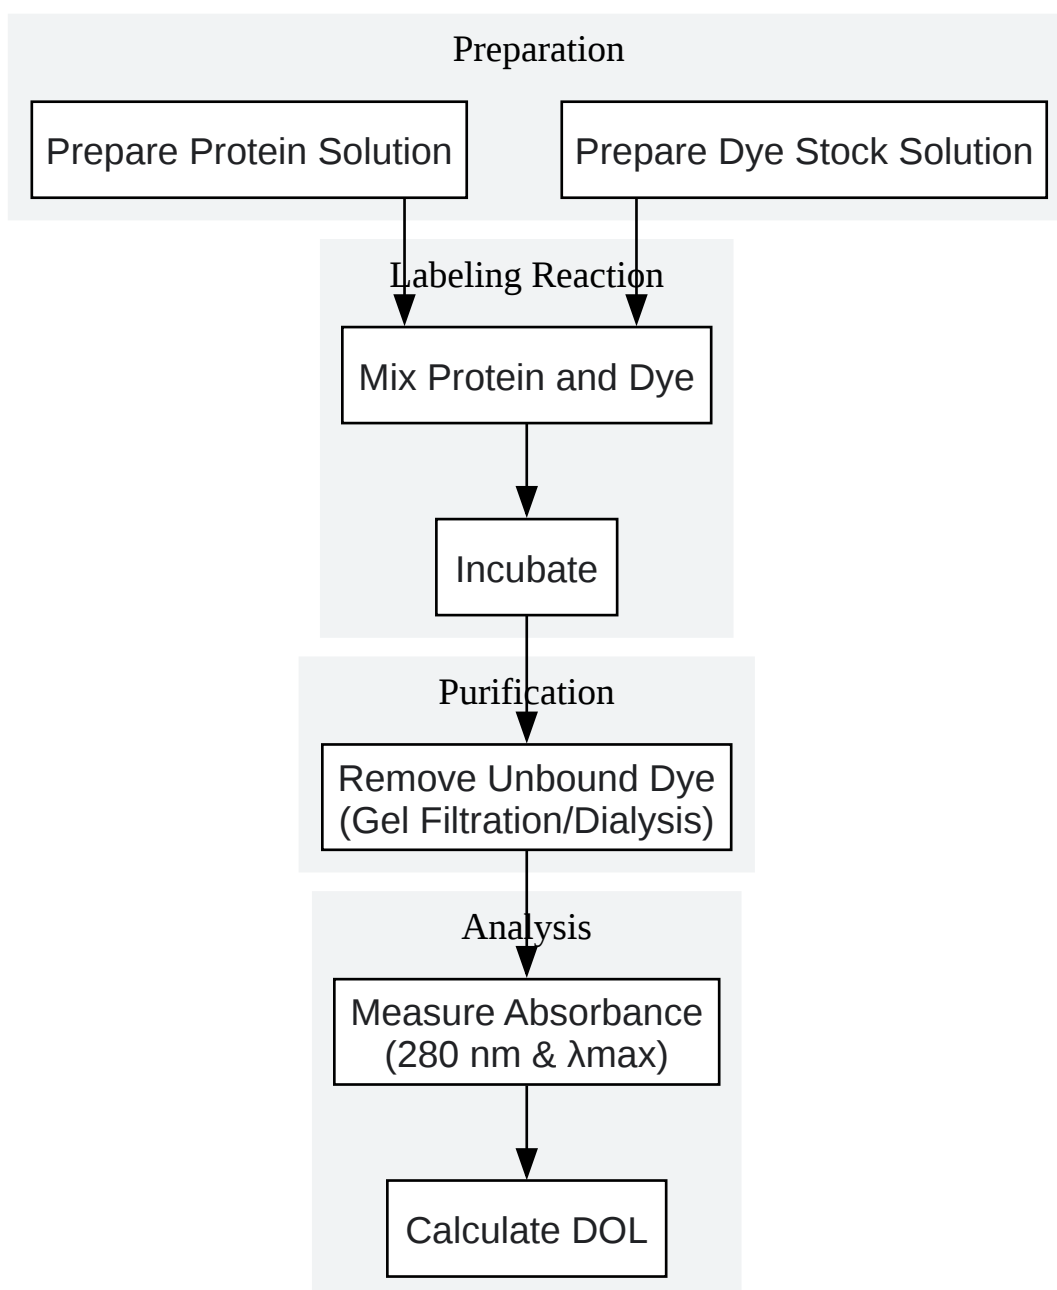 Preparation
Prepare Protein Solution
Prepare Dye Stock Solution
Labeling Reaction
Mix Protein and Dye
Incubate
Purification
Remove Unbound Dye
(Gel Filtration/Dialysis)
Analysis
Measure Absorbance
(280 nm & λmax)
Calculate DOL